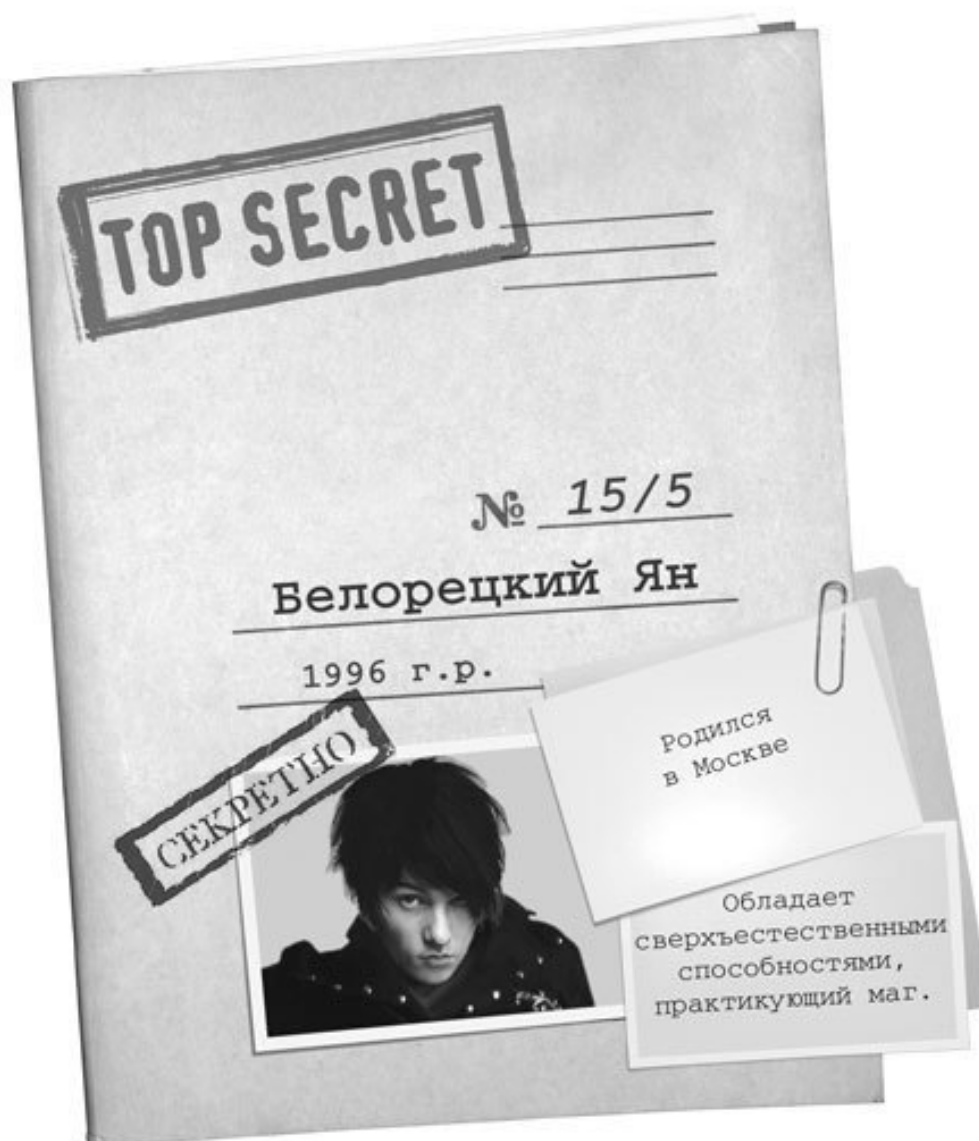 TOP SECRET
№ 15/5
Белорецкий Ян
1996 г.р.
СЕКРЕТНО
Родился
в Москве
Обладает
сверхъестественными
способностями,
практикующий маг.